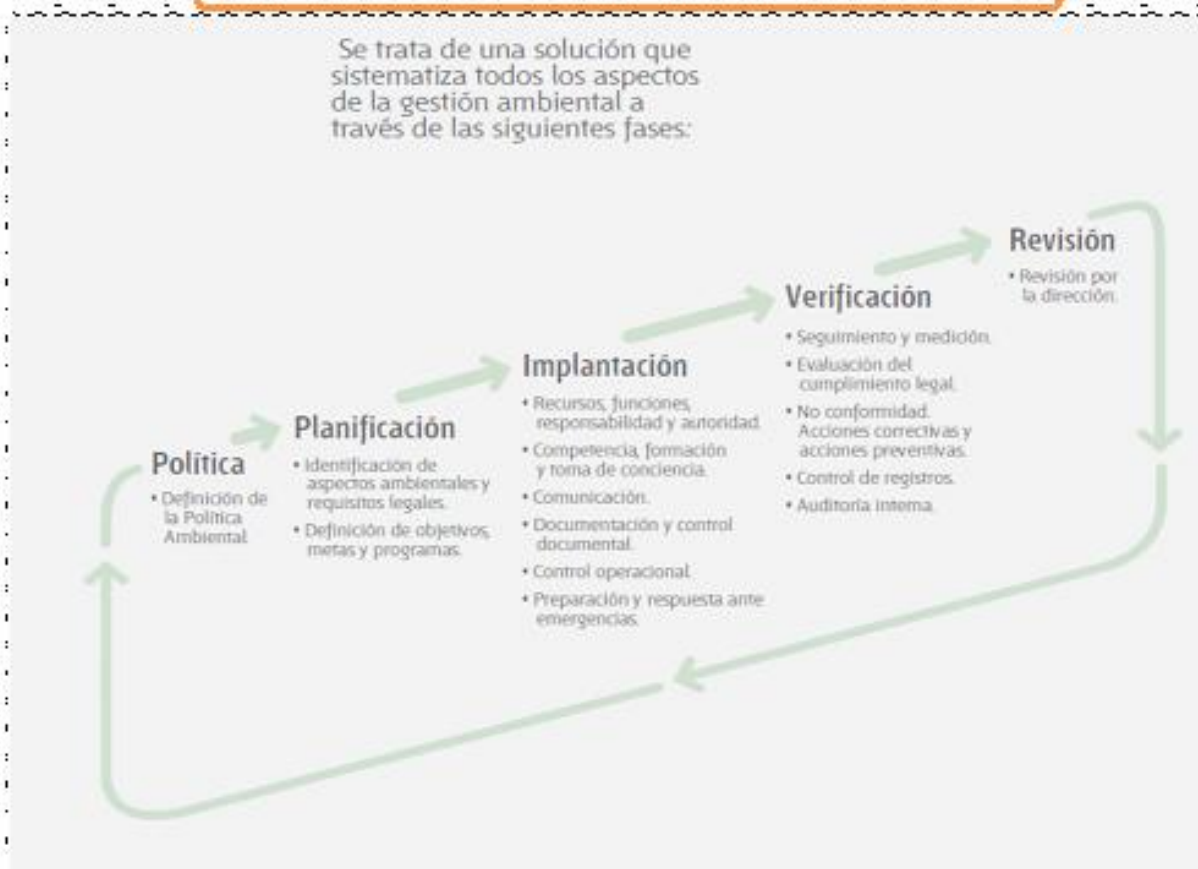 Se trata de una solución que
sistematiza todos los aspectos
de la gestión ambiental a
través de las siguientes fases:
Política
• Definición de
la Política
Ambiental
Planificación
• Identificación de
aspectos ambientales y
requisitos legales.
• Definición de objetivos,
metas y programas.
Implantación
• Recursos, funciones,
responsabilidad y autoridad.
• Competencia, formación
y toma de conciencia.
• Comunicación.
• Documentación y control
documental.
• Control operacional.
• Preparación y respuesta ante
emergencias.
Verificación
• Seguimiento y medición.
• Evaluación del
cumplimiento legal.
• No conformidad.
Acciones correctivas y
acciones preventivas.
• Control de registros.
• Auditoría interna.
Revisión
• Revisión por
la dirección.